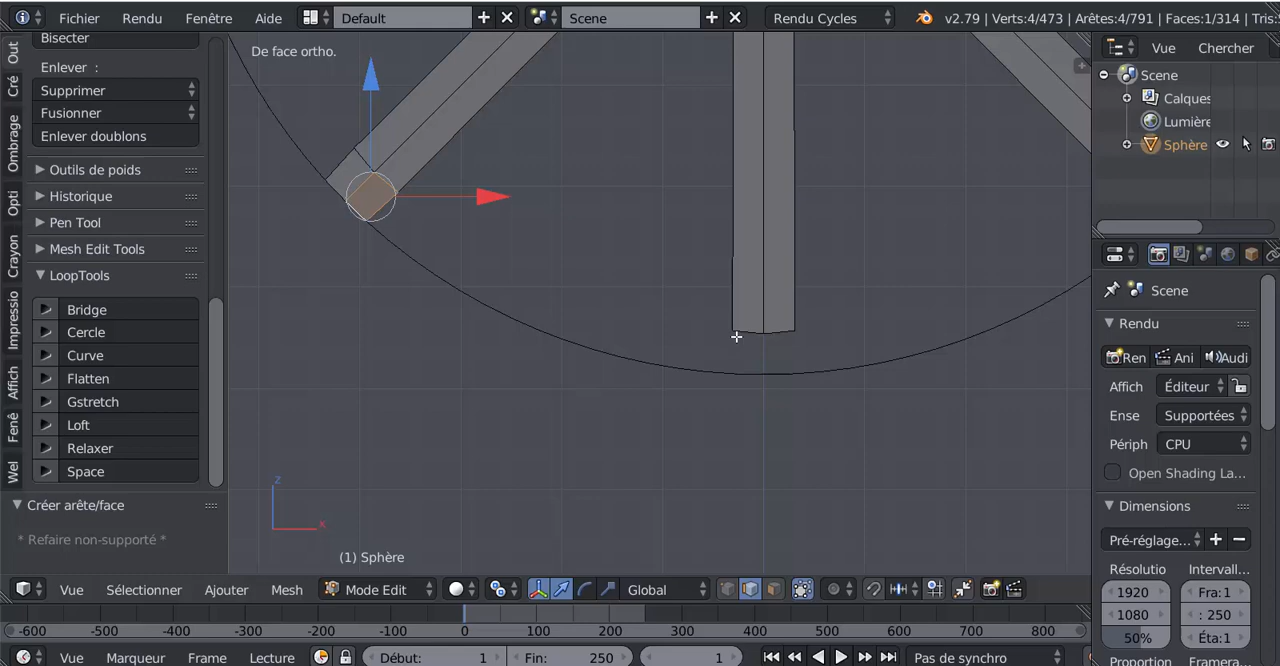 Fichier Rendu Fenêtre Aide Default Scene Rendu Cycles v2.79 | Verts:4/473 | Arêtes:4/791 | Faces:1/314 | Tris:
Out
Cré
Ombrage
Opti
Crayon
Impressio
Affich
Fenê
Wel
Bisecter
Enlever :
Supprimer
Fusionner
Enlever doublons
Outils de poids
Historique
Pen Tool
Mesh Edit Tools
LoopTools
Bridge
Cercle
Curve
Flatten
Gstretch
Loft
Relaxer
Space
Créer arête/face
* Refaire non-supporté *
De face ortho.
z
x
(1) Sphère
Vue Sélectionner Ajouter Mesh Mode Edit Global
-600 -500 -400 -300 -200 -100 0 100 200 300 400 500 600 700 800
Vue Marqueur Frame Lecture Début: 1 Fin: 250 1 Pas de synchro
Vue Chercher
Scene
Calques
Lumière
Sphère
Scene
Rendu
Ren Ani Audi
Affich Éditeur
Ense Supportées
Périph CPU
Open Shading La...
Dimensions
Pré-réglage...
Résolutio Intervall...
1920 Fra:1
1080 : 250
50% Éta:1
Proportion Framera